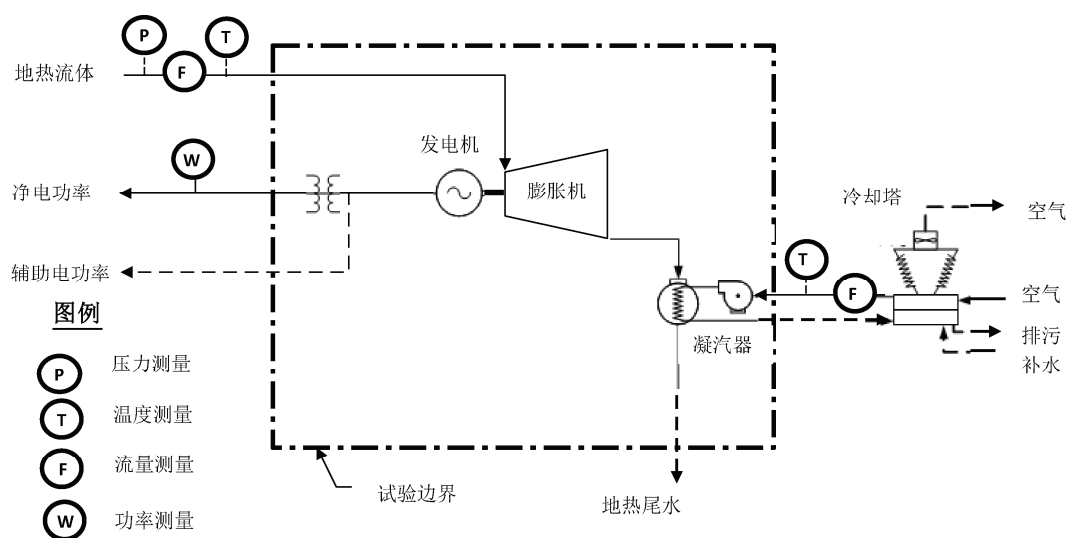 P
T
F
地热流体
发电机
W
膨胀机
净电功率
冷却塔
空气
T
辅助电功率
F
空气
图例
凝汽器
排污
补水
P 压力测量
T 温度测量
F 流量测量
试验边界
地热尾水
W 功率测量